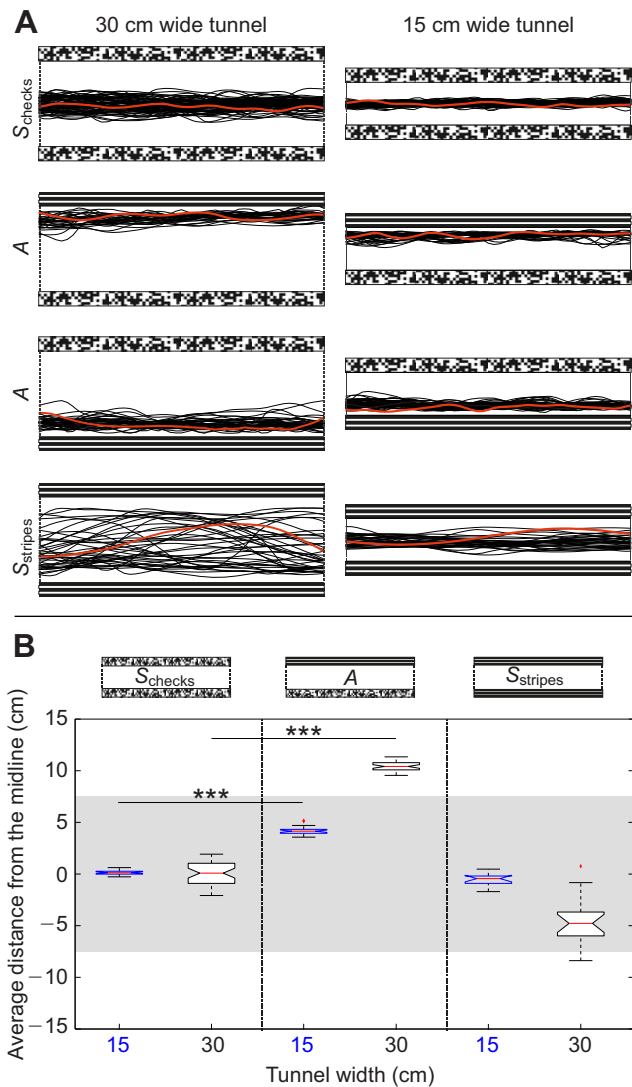 A
30 cm wide tunnel 15 cm wide tunnel
Schecks
A
A
Sstripes
B
Schecks A Sstripes
Average distance from the midline (cm)
15
10
5
0
−5
−10
−15
***
***
15 30 15 30 15 30
Tunnel width (cm)